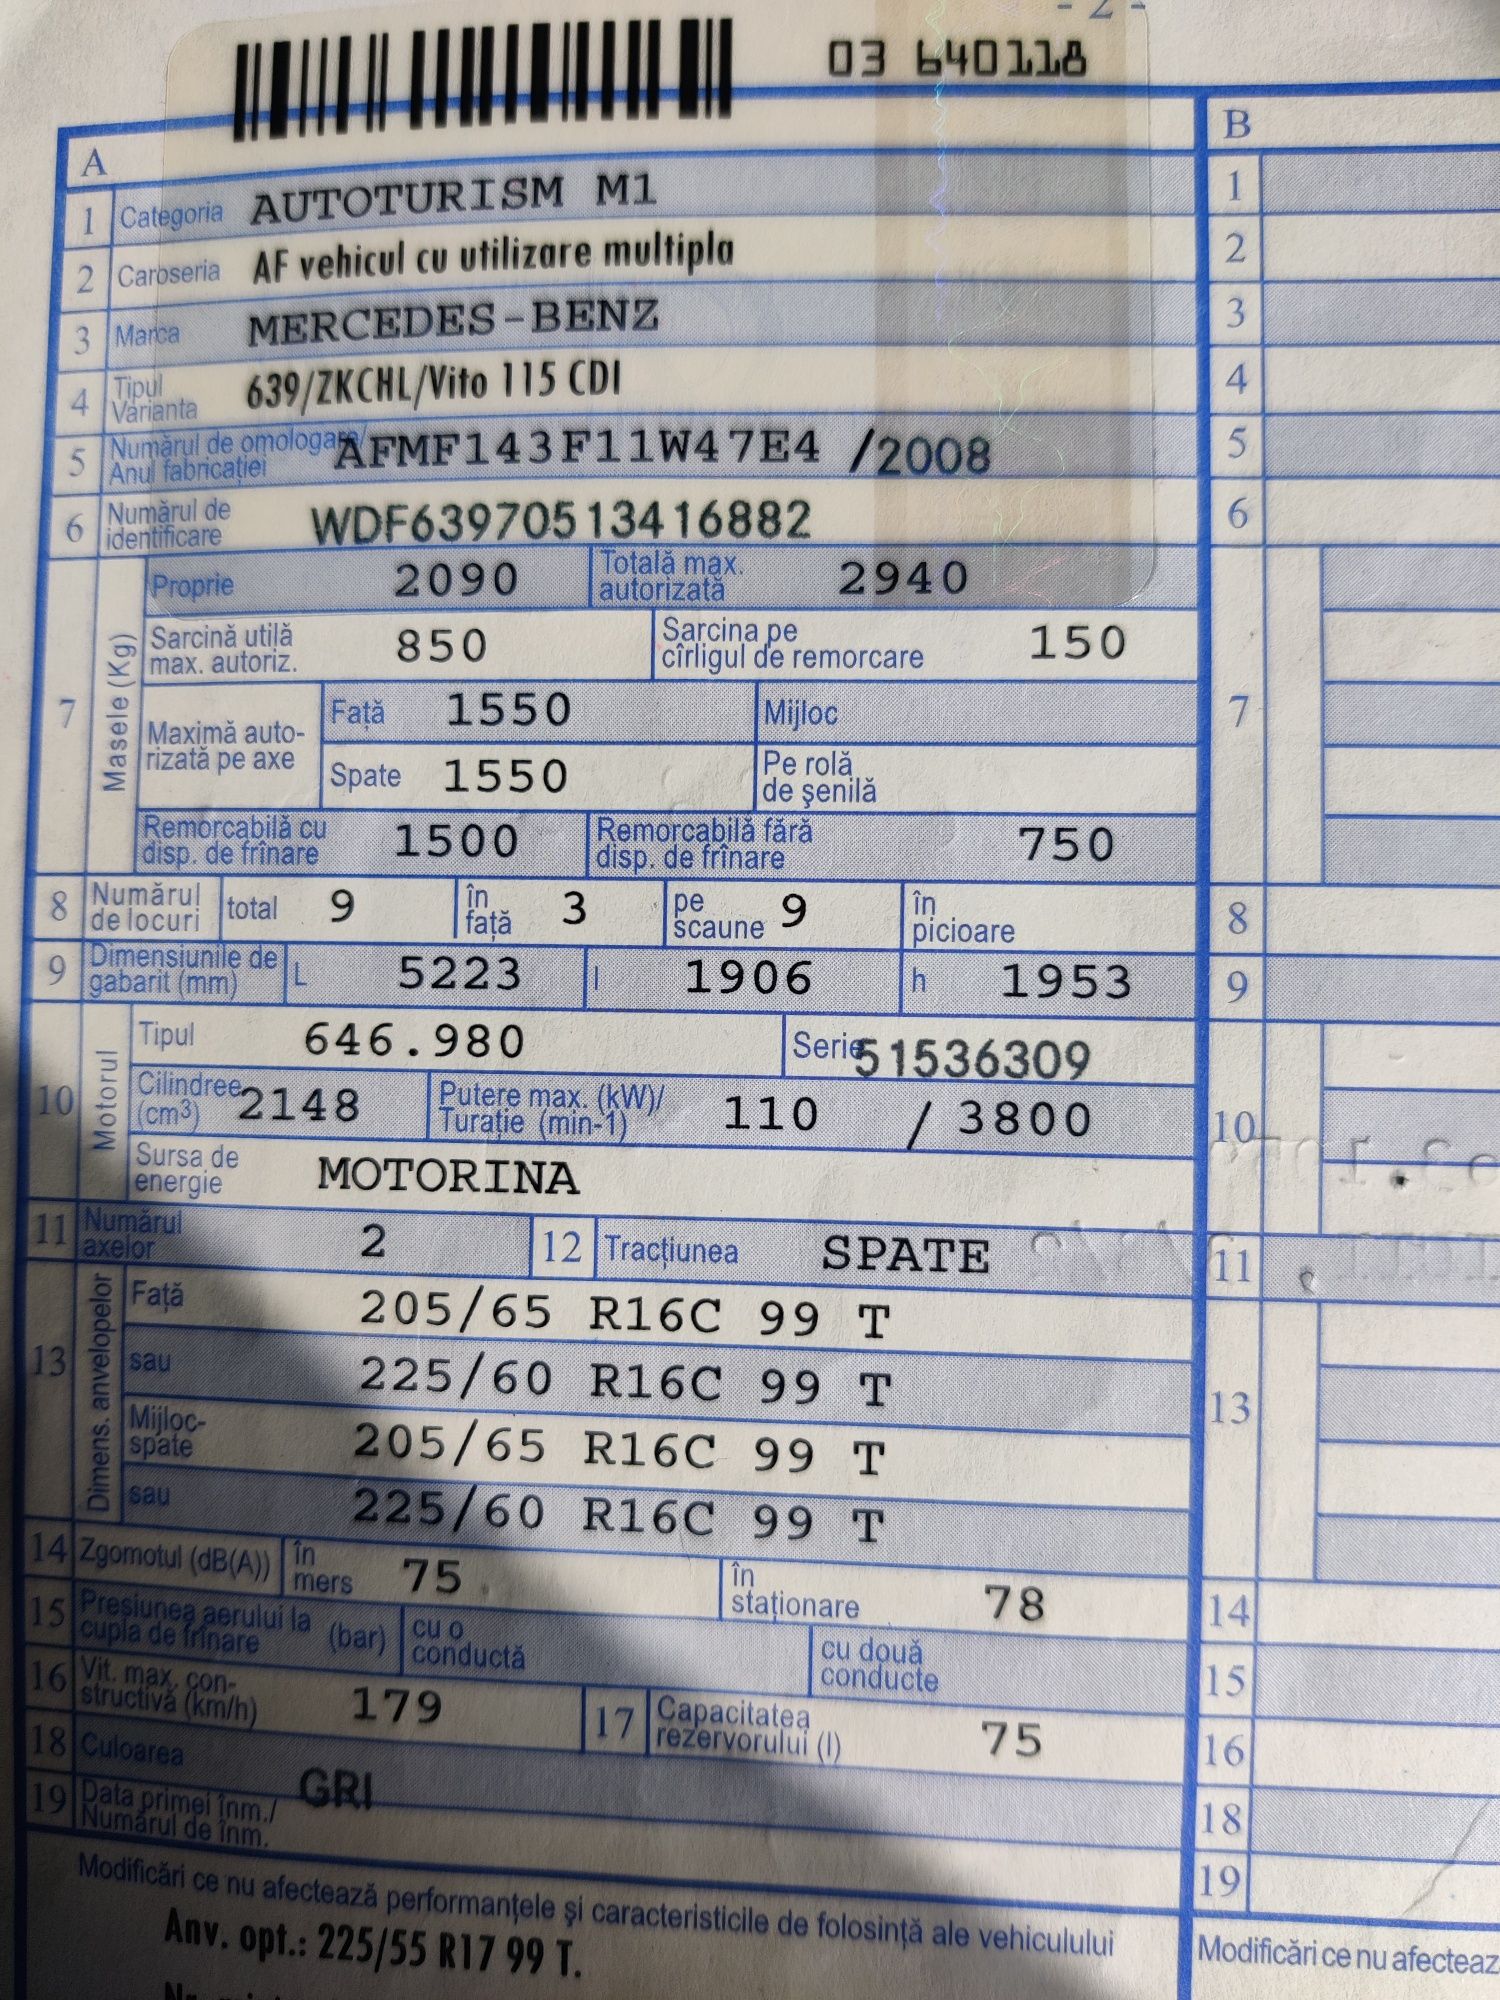 - 2 -
03 640118
A
B
1 Categoria AUTOTURISM M1
2 Caroseria AF vehicul cu utilizare multipla
3 Marca MERCEDES-BENZ
4 Tipul Varianta 639/ZKCHL/Vito 115 CDI
5 Numărul de omologare/ Anul fabricației AFMF143F11W47E4 /2008
6 Numărul de identificare WDF63970513416882
7 Masele (Kg)
Proprie 2090 Totală max. autorizată 2940
Sarcină utilă max. autoriz. 850 Sarcina pe cîrligul de remorcare 150
Maximă autorizată pe axe Față 1550 Mijloc
Spate 1550 Pe rolă de șenilă
Remorcabilă cu disp. de frînare 1500 Remorcabilă fără disp. de frînare 750
8 Numărul de locuri total 9 în față 3 pe scaune 9 în picioare
9 Dimensiunile de gabarit (mm) L 5223 l 1906 h 1953
10 Motorul
Tipul 646.980 Serie 51536309
Cilindree (cm3) 2148 Putere max. (kW)/ Turație (min-1) 110 / 3800
Sursa de energie MOTORINA
11 Numărul axelor 2 12 Tracțiunea SPATE
13 Dimens. anvelopelor
Față 205/65 R16C 99 T
sau 225/60 R16C 99 T
Mijloc-spate 205/65 R16C 99 T
sau 225/60 R16C 99 T
14 Zgomotul (dB(A)) în mers 75 în staționare 78
15 Presiunea aerului la cupla de frînare (bar) cu o conductă cu două conducte
16 Vit. max. constructivă (km/h) 179 17 Capacitatea rezervorului (l) 75
18 Culoarea GRI
19 Data primei înm./ Numărul de înm.
Modificări ce nu afectează performanțele și caracteristicile de folosință ale vehiculului
Anv. opt.: 225/55 R17 99 T.
1
2
3
4
5
6
7
8
9
10
11
13
14
15
16
18
19
Modificări ce nu afectează